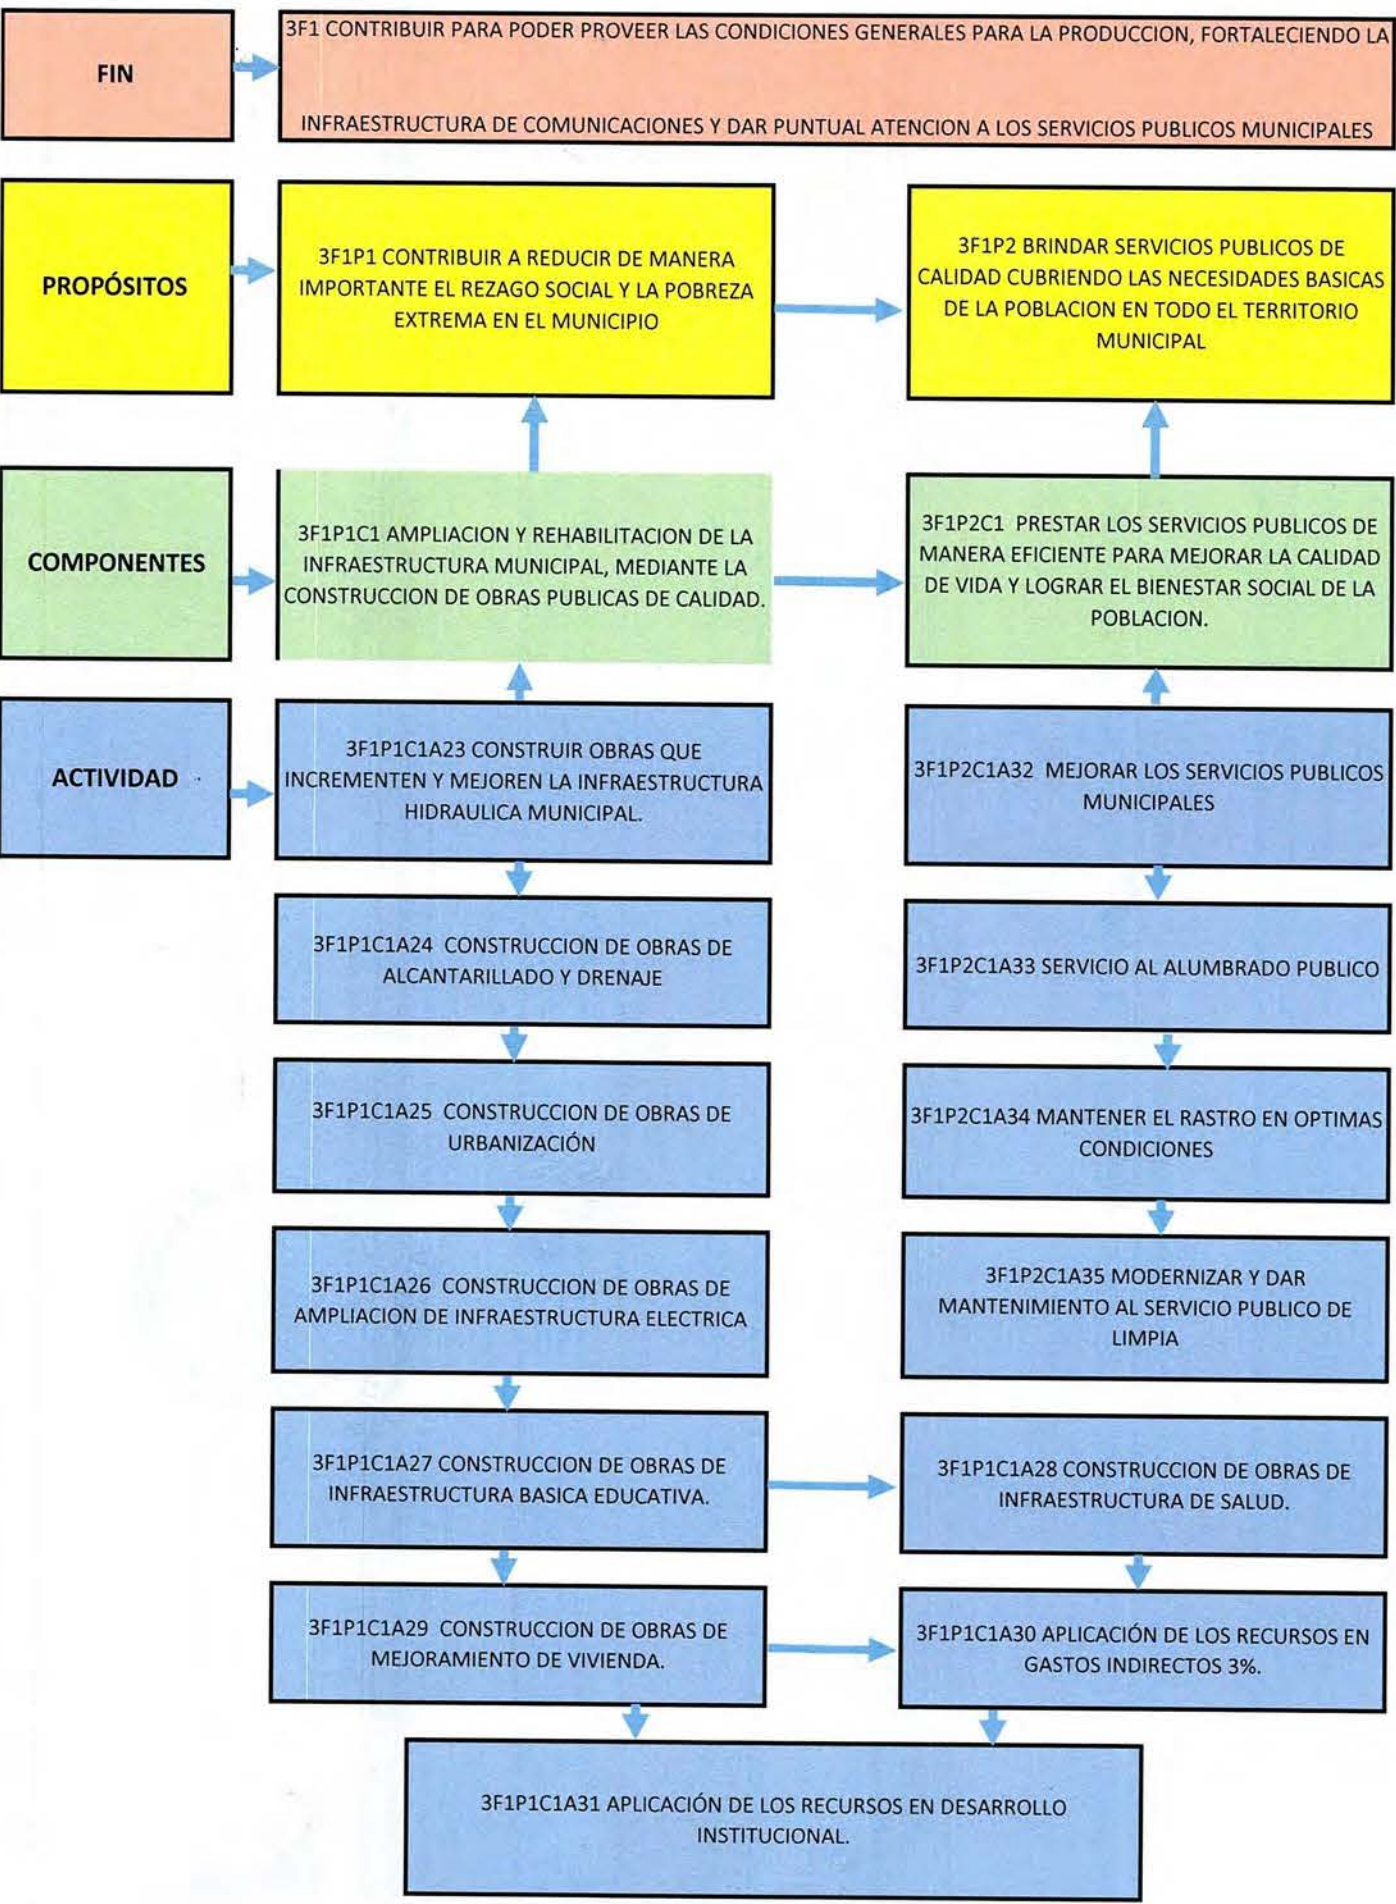 FIN
3F1 CONTRIBUIR PARA PODER PROVEER LAS CONDICIONES GENERALES PARA LA PRODUCCION, FORTALECIENDO LA
INFRAESTRUCTURA DE COMUNICACIONES Y DAR PUNTUAL ATENCION A LOS SERVICIOS PUBLICOS MUNICIPALES
PROPÓSITOS
3F1P1 CONTRIBUIR A REDUCIR DE MANERA
IMPORTANTE EL REZAGO SOCIAL Y LA POBREZA
EXTREMA EN EL MUNICIPIO
3F1P2 BRINDAR SERVICIOS PUBLICOS DE
CALIDAD CUBRIENDO LAS NECESIDADES BASICAS
DE LA POBLACION EN TODO EL TERRITORIO
MUNICIPAL
COMPONENTES
3F1P1C1 AMPLIACION Y REHABILITACION DE LA
INFRAESTRUCTURA MUNICIPAL, MEDIANTE LA
CONSTRUCCION DE OBRAS PUBLICAS DE CALIDAD.
3F1P2C1 PRESTAR LOS SERVICIOS PUBLICOS DE
MANERA EFICIENTE PARA MEJORAR LA CALIDAD
DE VIDA Y LOGRAR EL BIENESTAR SOCIAL DE LA
POBLACION.
ACTIVIDAD
3F1P1C1A23 CONSTRUIR OBRAS QUE
INCREMENTEN Y MEJOREN LA INFRAESTRUCTURA
HIDRAULICA MUNICIPAL.
3F1P2C1A32 MEJORAR LOS SERVICIOS PUBLICOS
MUNICIPALES
3F1P1C1A24 CONSTRUCCION DE OBRAS DE
ALCANTARILLADO Y DRENAJE
3F1P2C1A33 SERVICIO AL ALUMBRADO PUBLICO
3F1P1C1A25 CONSTRUCCION DE OBRAS DE
URBANIZACIÓN
3F1P2C1A34 MANTENER EL RASTRO EN OPTIMAS
CONDICIONES
3F1P1C1A26 CONSTRUCCION DE OBRAS DE
AMPLIACION DE INFRAESTRUCTURA ELECTRICA
3F1P2C1A35 MODERNIZAR Y DAR
MANTENIMIENTO AL SERVICIO PUBLICO DE
LIMPIA
3F1P1C1A27 CONSTRUCCION DE OBRAS DE
INFRAESTRUCTURA BASICA EDUCATIVA.
3F1P1C1A28 CONSTRUCCION DE OBRAS DE
INFRAESTRUCTURA DE SALUD.
3F1P1C1A29 CONSTRUCCION DE OBRAS DE
MEJORAMIENTO DE VIVIENDA.
3F1P1C1A30 APLICACIÓN DE LOS RECURSOS EN
GASTOS INDIRECTOS 3%.
3F1P1C1A31 APLICACIÓN DE LOS RECURSOS EN DESARROLLO
INSTITUCIONAL.